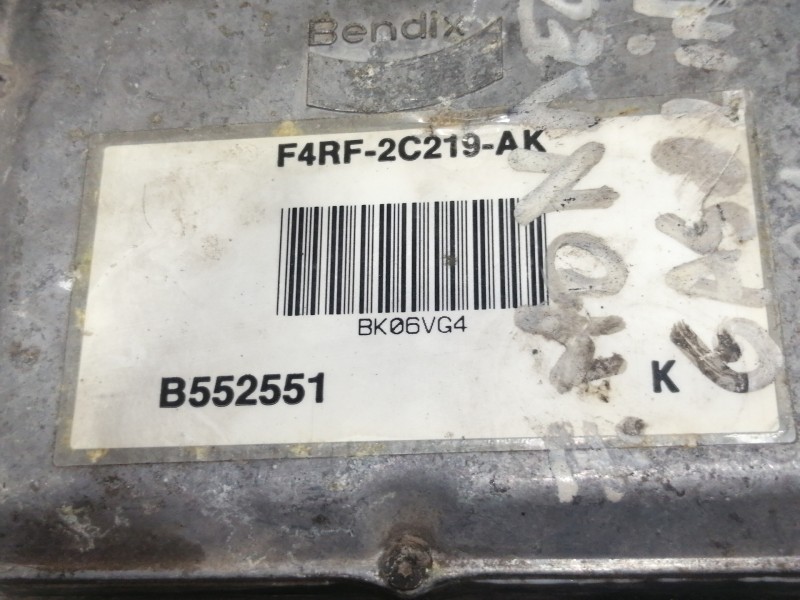 Bendix
F4RF-2C219-AK
BK06VG4
B552551
K